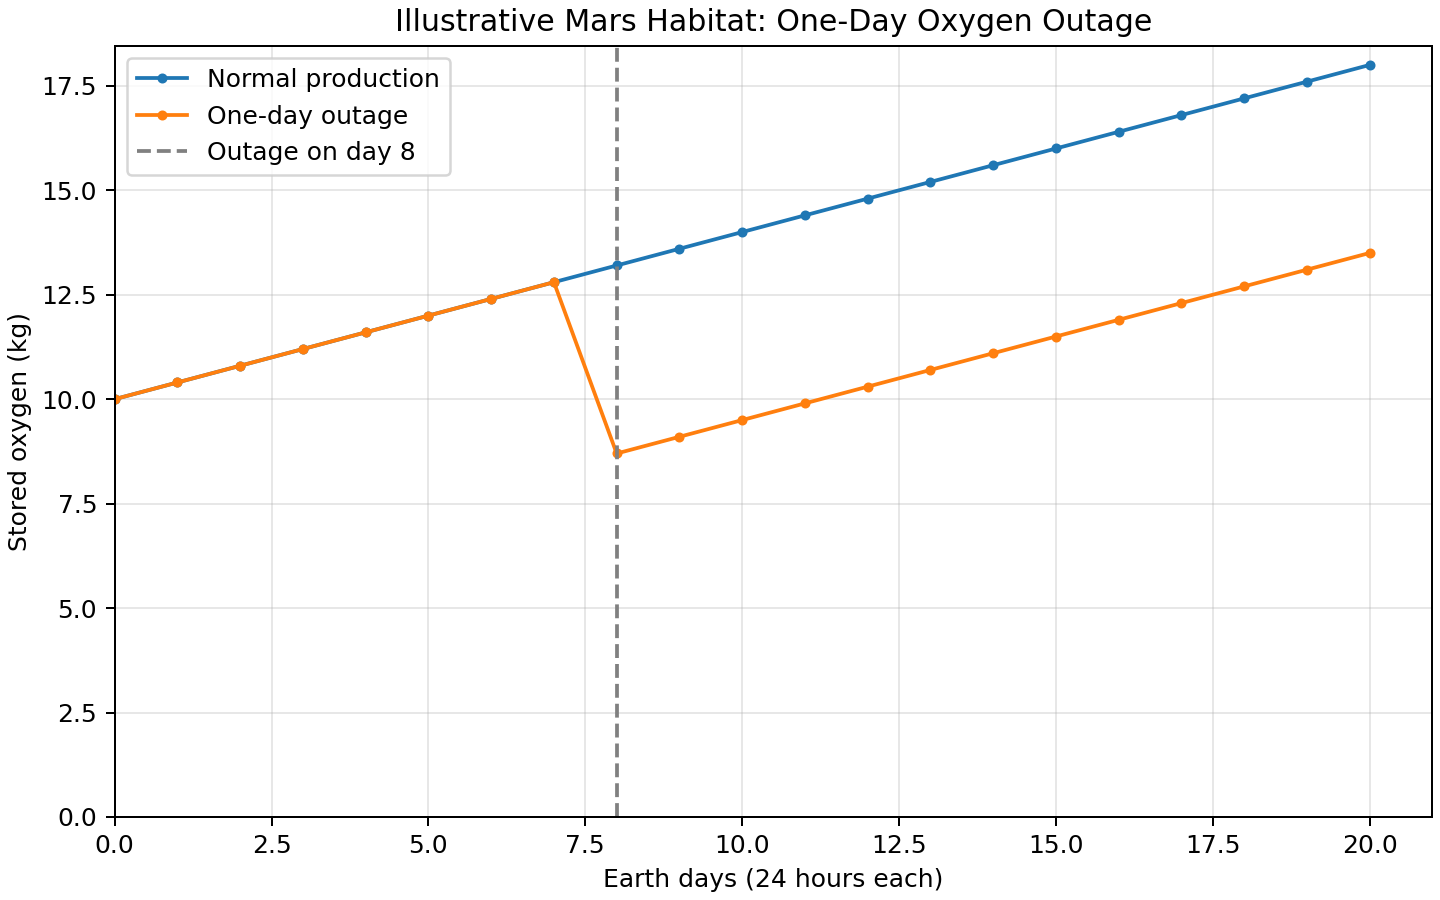 Illustrative Mars Habitat: One-Day Oxygen Outage
Normal production
One-day outage
Outage on day 8
Stored oxygen (kg)
17.5
15.0
12.5
10.0
7.5
5.0
2.5
0.0
0.0 2.5 5.0 7.5 10.0 12.5 15.0 17.5 20.0
Earth days (24 hours each)